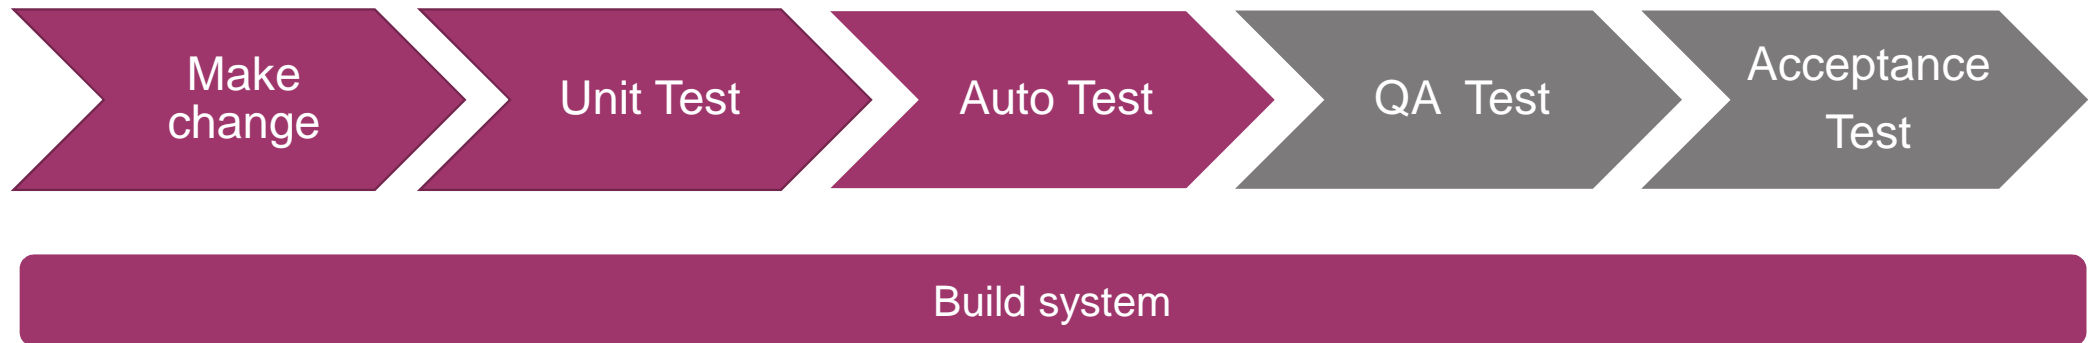 Make
change
Unit Test
Auto Test
QA  Test
Acceptance
Test
Build system